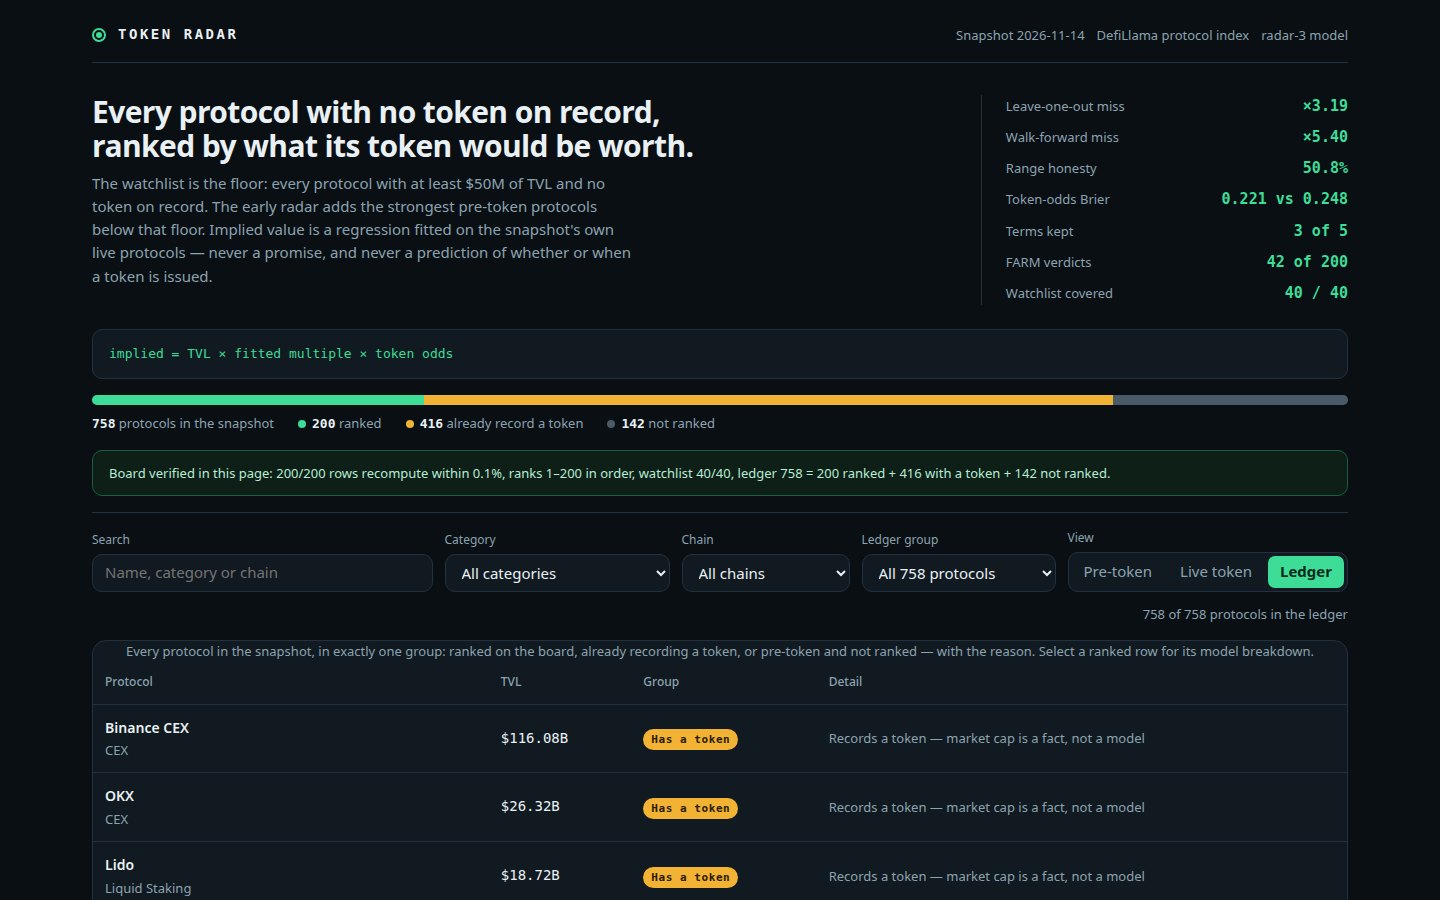 TOKEN RADAR
Snapshot 2026-11-14 DefiLlama protocol index radar-3 model
Every protocol with no token on record,
ranked by what its token would be worth.
The watchlist is the floor: every protocol with at least $50M of TVL and no
token on record. The early radar adds the strongest pre-token protocols
below that floor. Implied value is a regression fitted on the snapshot's own
live protocols — never a promise, and never a prediction of whether or when
a token is issued.
Leave-one-out miss ×3.19
Walk-forward miss ×5.40
Range honesty 50.8%
Token-odds Brier 0.221 vs 0.248
Terms kept 3 of 5
FARM verdicts 42 of 200
Watchlist covered 40 / 40
implied = TVL × fitted multiple × token odds
758 protocols in the snapshot 200 ranked 416 already record a token 142 not ranked
Board verified in this page: 200/200 rows recompute within 0.1%, ranks 1–200 in order, watchlist 40/40, ledger 758 = 200 ranked + 416 with a token + 142 not ranked.
Search Category Chain Ledger group View
Name, category or chain All categories All chains All 758 protocols Pre-token Live token Ledger
758 of 758 protocols in the ledger
Every protocol in the snapshot, in exactly one group: ranked on the board, already recording a token, or pre-token and not ranked — with the reason. Select a ranked row for its model breakdown.
Protocol TVL Group Detail
Binance CEX
CEX
$116.08B Has a token Records a token — market cap is a fact, not a model
OKX
CEX
$26.32B Has a token Records a token — market cap is a fact, not a model
Lido
Liquid Staking
$18.72B Has a token Records a token — market cap is a fact, not a model